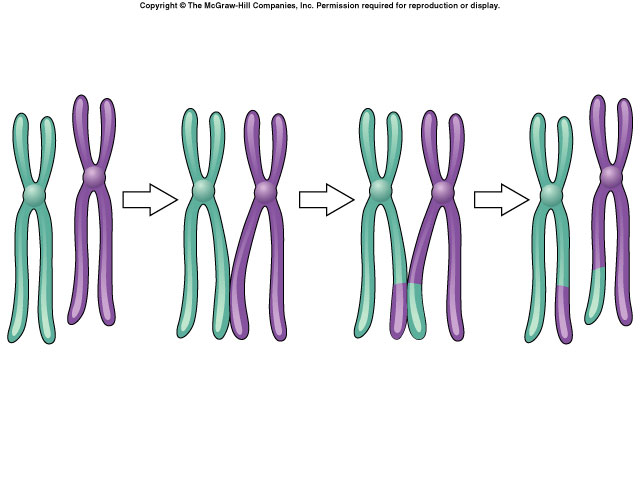 Copyright © The McGraw-Hill Companies, Inc. Permission required for reproduction or display.